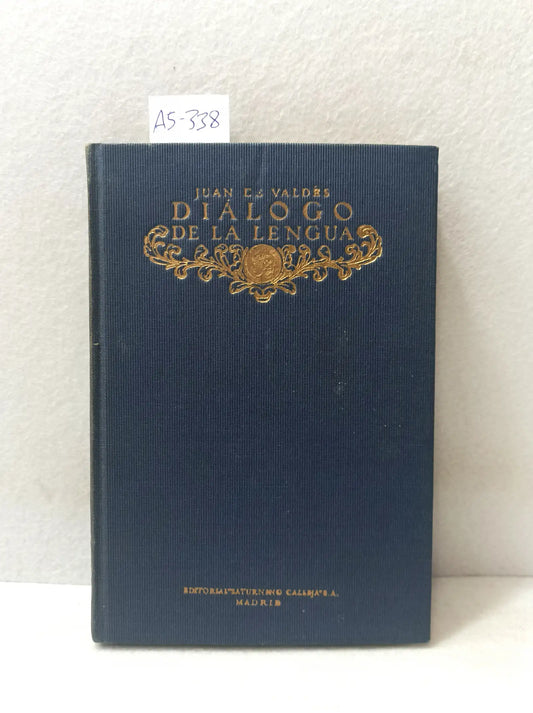 A5-338
JUAN DE VALDÉS
DIÁLOGO
DE LA LENGUA
EDITORIAL "SATURNINO CALLEJA" S.A.
MADRID